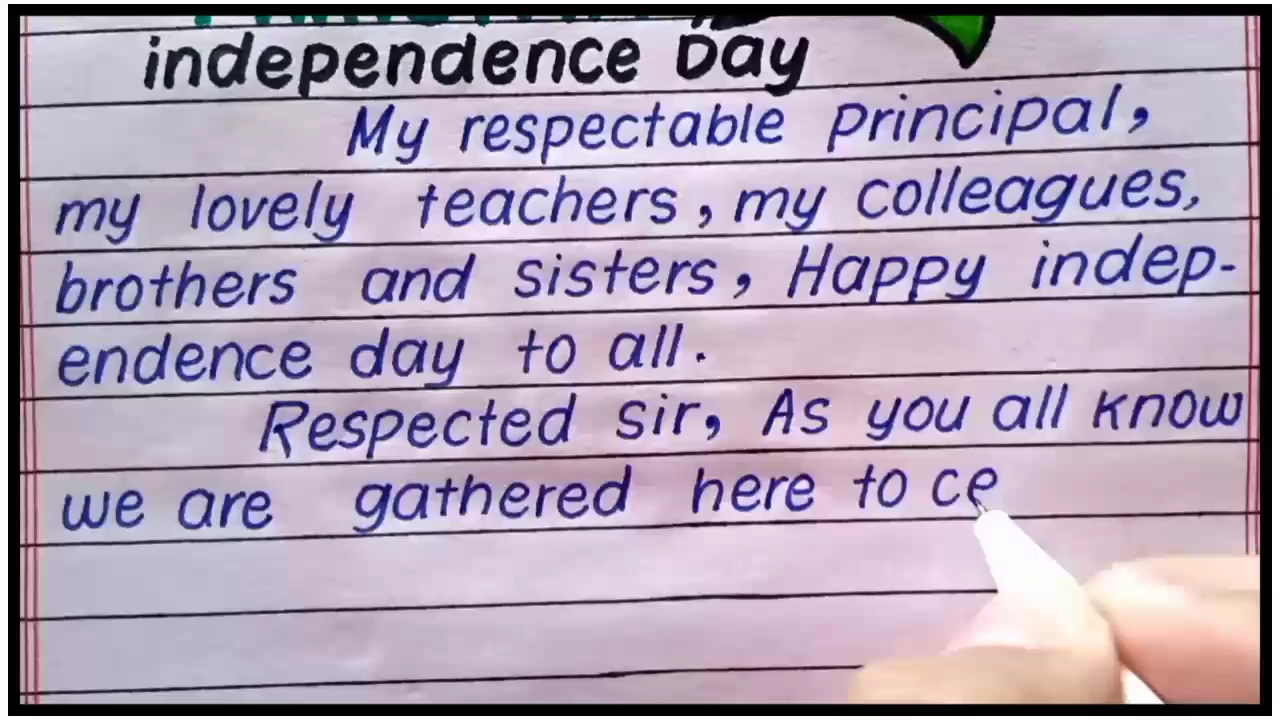 independence Day
My respectable principal,
my lovely teachers, my colleagues,
brothers and sisters, Happy indep-
endence day to all.
Respected sir, As you all know
we are gathered here to ce